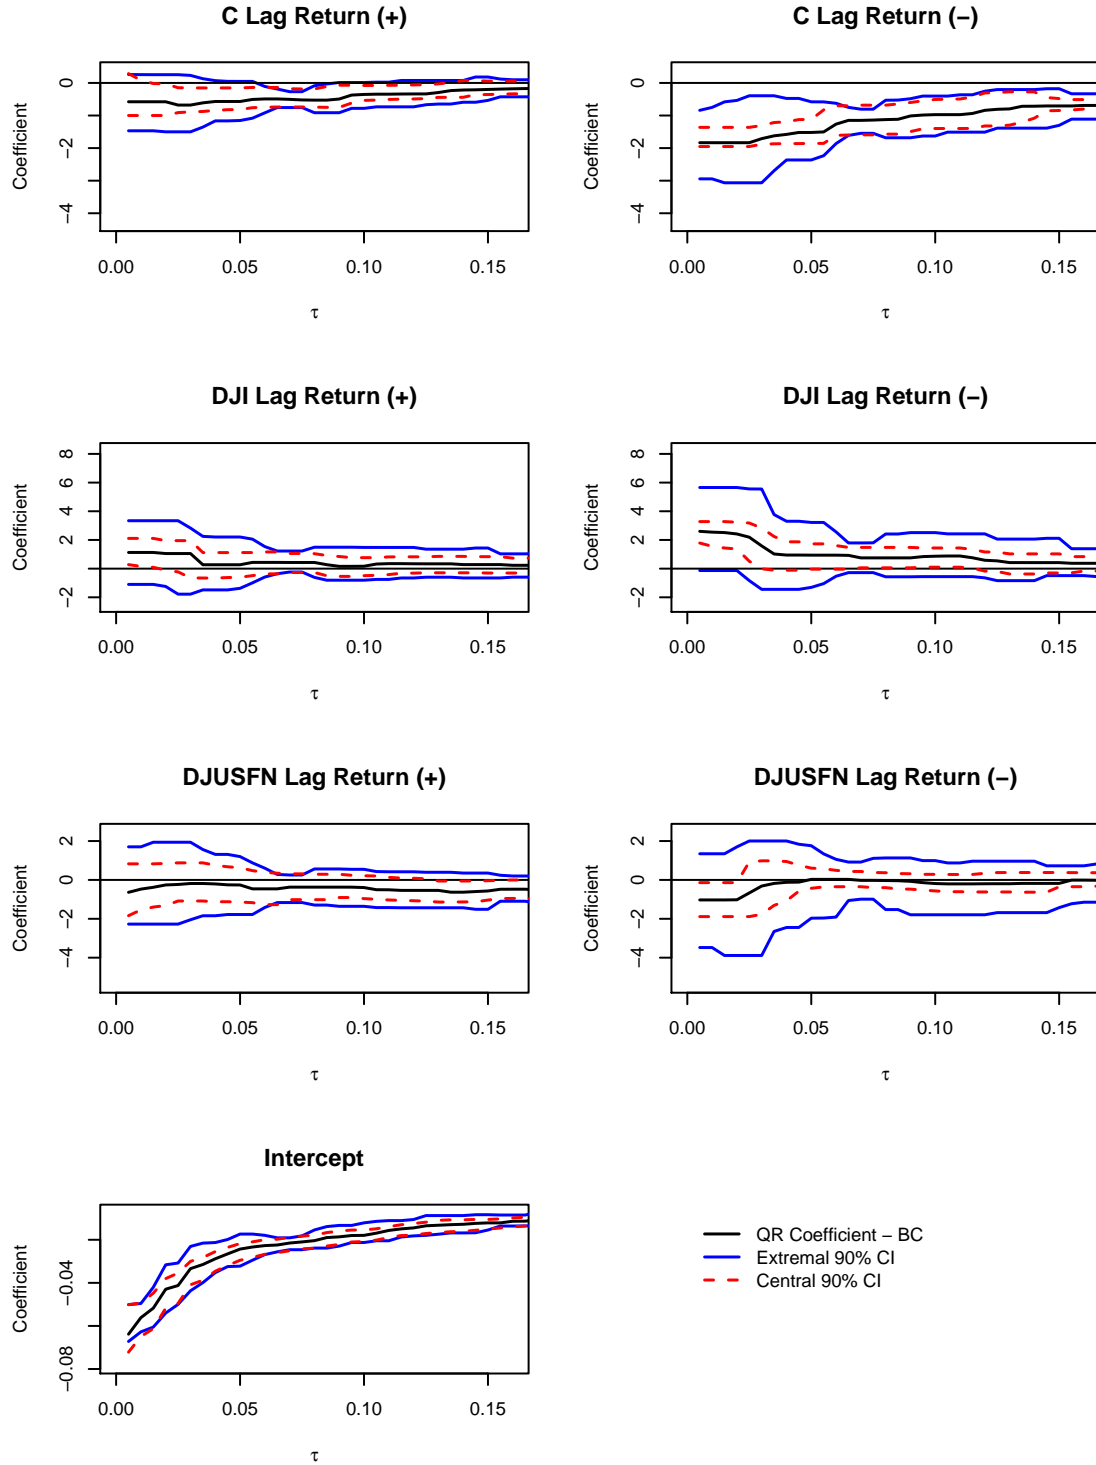 C Lag Return (+)
Coefficient
0
−2
−4
0.00 0.05 0.10 0.15
τ
C Lag Return (−)
Coefficient
0
−2
−4
0.00 0.05 0.10 0.15
τ
DJI Lag Return (+)
Coefficient
8
6
4
2
−2
0.00 0.05 0.10 0.15
τ
DJI Lag Return (−)
Coefficient
8
6
4
2
−2
0.00 0.05 0.10 0.15
τ
DJUSFN Lag Return (+)
Coefficient
2
0
−2
−4
0.00 0.05 0.10 0.15
τ
DJUSFN Lag Return (−)
Coefficient
2
0
−2
−4
0.00 0.05 0.10 0.15
τ
Intercept
Coefficient
−0.04
−0.08
0.00 0.05 0.10 0.15
τ
QR Coefficient − BC
Extremal 90% CI
Central 90% CI